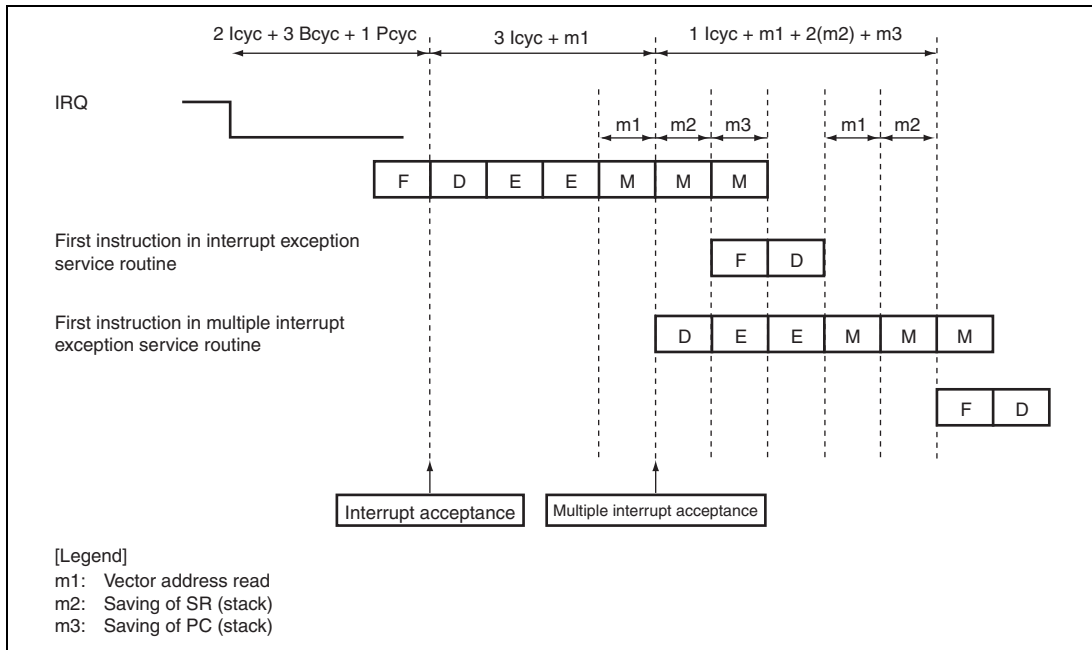 2 Icyc + 3 Bcyc + 1 Pcyc 3 Icyc + m1 1 Icyc + m1 + 2(m2) + m3
IRQ
m1 m2 m3 m1 m2
F D E E M M M
First instruction in interrupt exception
service routine
F D
First instruction in multiple interrupt
exception service routine
D E E M M M
F D
Interrupt acceptance Multiple interrupt acceptance
[Legend]
m1: Vector address read
m2: Saving of SR (stack)
m3: Saving of PC (stack)